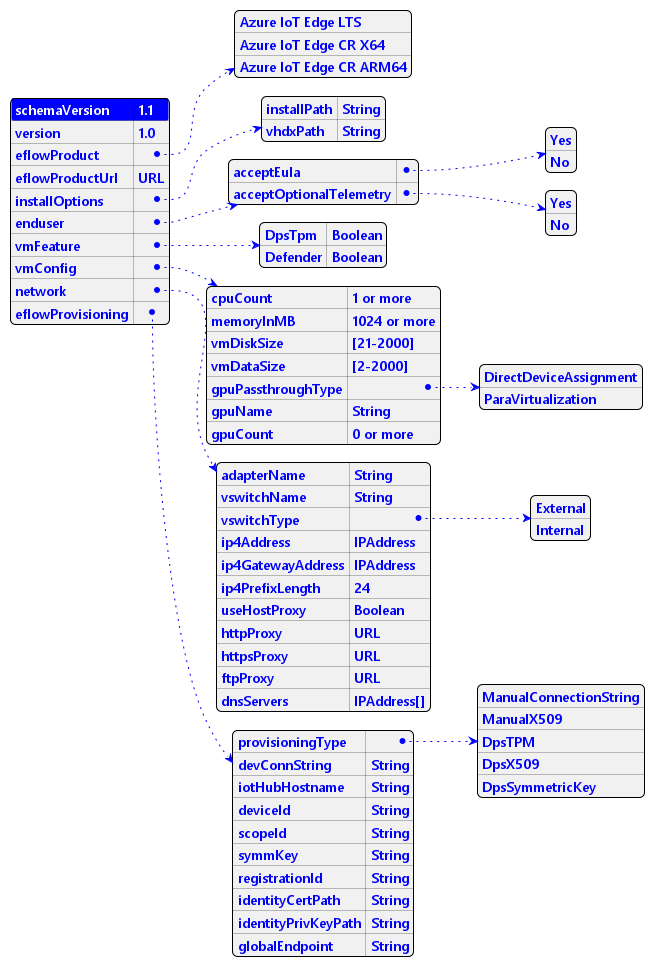 Azure IoT Edge LTS
Azure IoT Edge CR X64
Azure IoT Edge CR ARM64
schemaVersion 1.1
version 1.0
eflowProduct
eflowProductUrl URL
installOptions
enduser
vmFeature
vmConfig
network
eflowProvisioning
installPath String
vhdxPath String
acceptEula
acceptOptionalTelemetry
Yes
No
Yes
No
DpsTpm Boolean
Defender Boolean
cpuCount 1 or more
memoryInMB 1024 or more
vmDiskSize [21-2000]
vmDataSize [2-2000]
gpuPassthroughType
gpuName String
gpuCount 0 or more
DirectDeviceAssignment
ParaVirtualization
adapterName String
vswitchName String
vswitchType
ip4Address IPAddress
ip4GatewayAddress IPAddress
ip4PrefixLength 24
useHostProxy Boolean
httpProxy URL
httpsProxy URL
ftpProxy URL
dnsServers IPAddress[]
External
Internal
provisioningType
devConnString String
iotHubHostname String
deviceId String
scopeId String
symmKey String
registrationId String
identityCertPath String
identityPrivKeyPath String
globalEndpoint String
ManualConnectionString
ManualX509
DpsTPM
DpsX509
DpsSymmetricKey